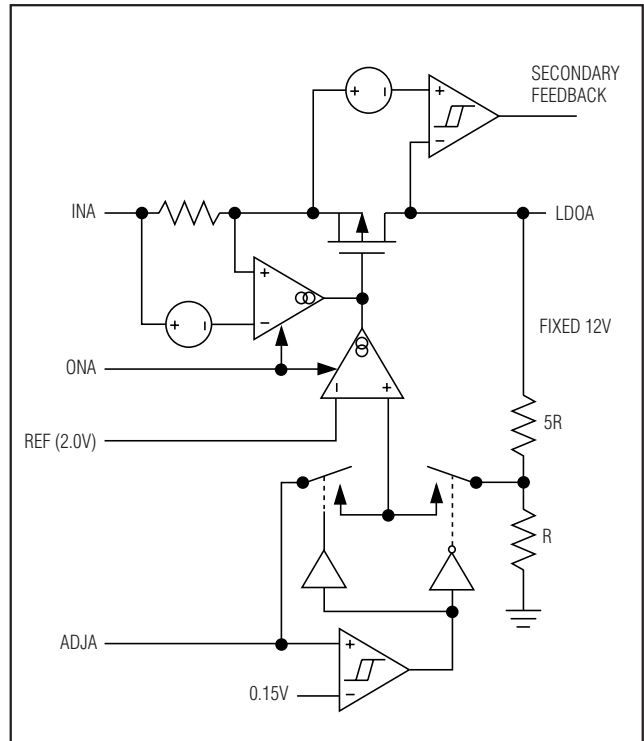 SECONDARY
FEEDBACK
+ −
+
−
INA
LDOA
+
+ −
−
FIXED 12V
ONA
− +
5R
REF (2.0V)
R
ADJA
+
0.15V
−